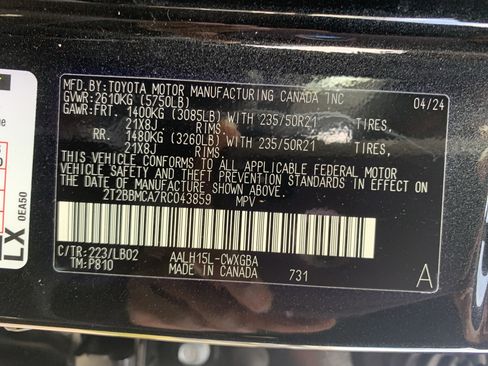 MFD.BY:TOYOTA MOTOR MANUFACTURING CANADA INC 04/24
GVWR:2610KG (5750LB)
GAWR:FRT. 1400KG (3085LB) WITH 235/50R21 TIRES,
21X8J RIMS.
RR. 1480KG (3260LB) WITH 235/50R21 TIRES,
21X8J RIMS.
THIS VEHICLE CONFORMS TO ALL APPLICABLE FEDERAL MOTOR
VEHICLE SAFETY AND THEFT PREVENTION STANDARDS IN EFFECT ON
THE DATE OF MANUFACTURE SHOWN ABOVE.
2T2BBMCA7RC043859 MPV
C/TR:223/LB02 AALH15L-CWXGBA
TM:P810 MADE IN CANADA 731 A
LX
0EA50